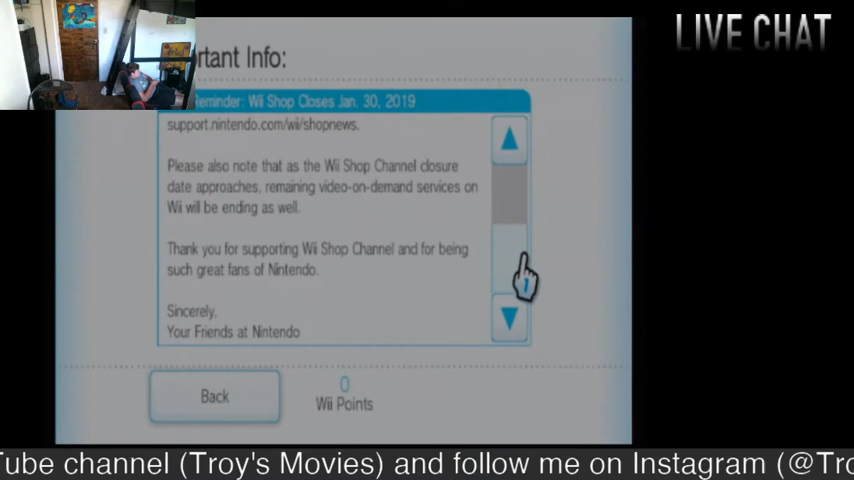 LIVE CHAT
rtant Info:
eminder: Wii Shop Closes Jan. 30, 2019
support.nintendo.com/wii/shopnews.
Please also note that as the Wii Shop Channel closure
date approaches, remaining video-on-demand services on
Wii will be ending as well.
Thank you for supporting Wii Shop Channel and for being
such great fans of Nintendo.
Sincerely,
Your Friends at Nintendo
1
Back
0
Wii Points
Tube channel (Troy's Movies) and follow me on Instagram (@Tro